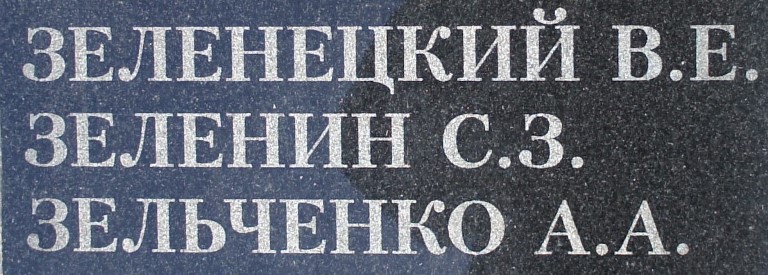 ЗЕЛЕНЕЦКИЙ В.Е.
ЗЕЛЕНИН С.З.
ЗЕЛЬЧЕНКО А.А.